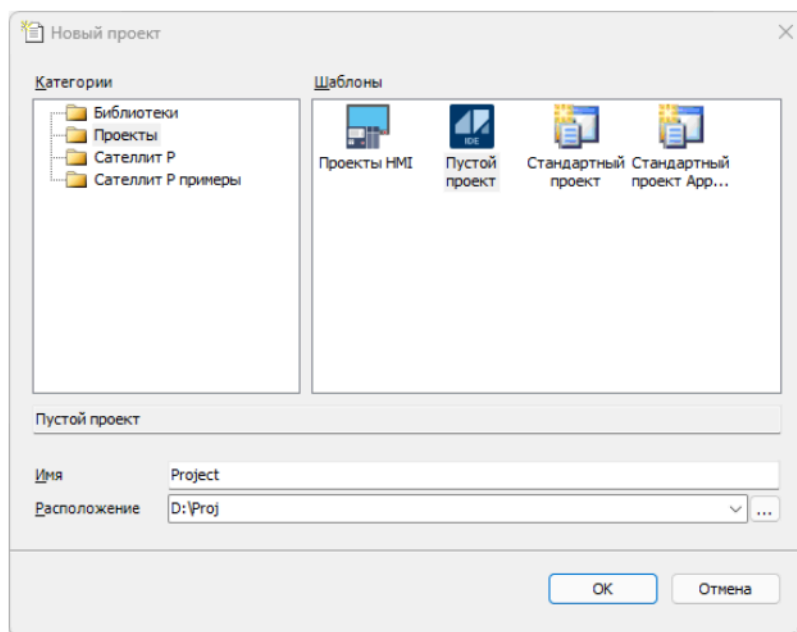 Новый проект
Категории
Библиотеки
Проекты
Сателлит Р
Сателлит Р примеры
Шаблоны
Проекты HMI
IDE
Пустой
проект
Стандартный
проект
Стандартный
проект App...
Пустой проект
Имя
Project
Расположение
D:\Proj
...
OK
Отмена